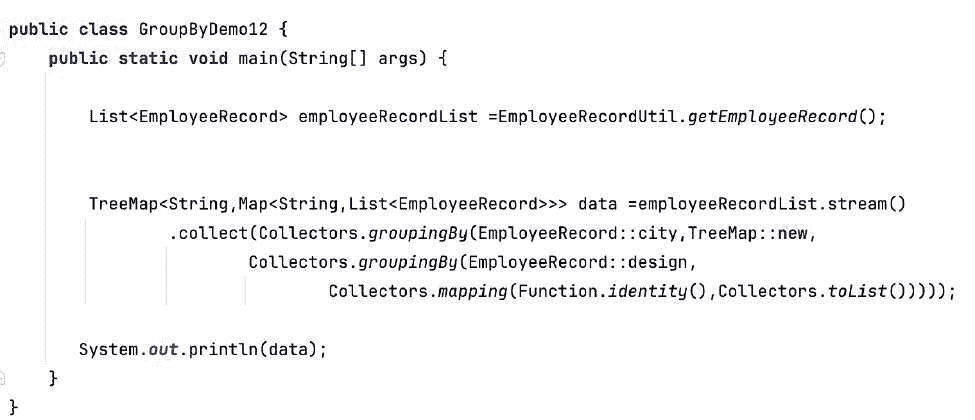 public class GroupByDemo12 {
public static void main(String[] args) {
List<EmployeeRecord> employeeRecordList =EmployeeRecordUtil.getEmployeeRecord();
TreeMap<String,Map<String,List<EmployeeRecord>>> data =employeeRecordList.stream()
.collect(Collectors.groupingBy(EmployeeRecord::city,TreeMap::new,
Collectors.groupingBy(EmployeeRecord::design,
Collectors.mapping(Function.identity(),Collectors.toList()))));
System.out.println(data);
}
}